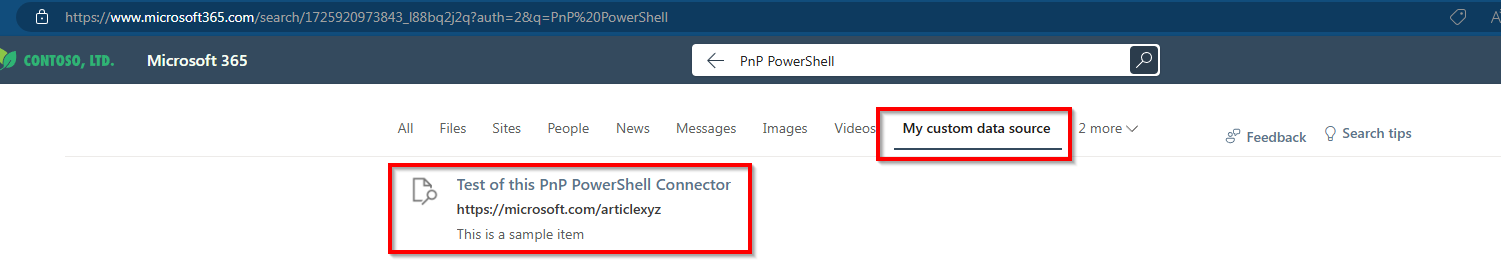 https://www.microsoft365.com/search/1725920973843_l88bq2j2q?auth=2&q=PnP%20PowerShell
CONTOSO, LTD. Microsoft 365 PnP PowerShell
All Files Sites People News Messages Images Videos My custom data source 2 more Feedback Search tips
Test of this PnP PowerShell Connector
https://microsoft.com/articlexyz
This is a sample item